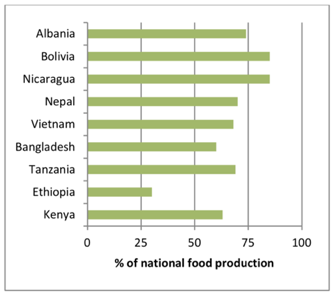 Albania
Bolivia
Nicaragua
Nepal
Vietnam
Bangladesh
Tanzania
Ethiopia
Kenya
0 25 50 75 100
% of national food production